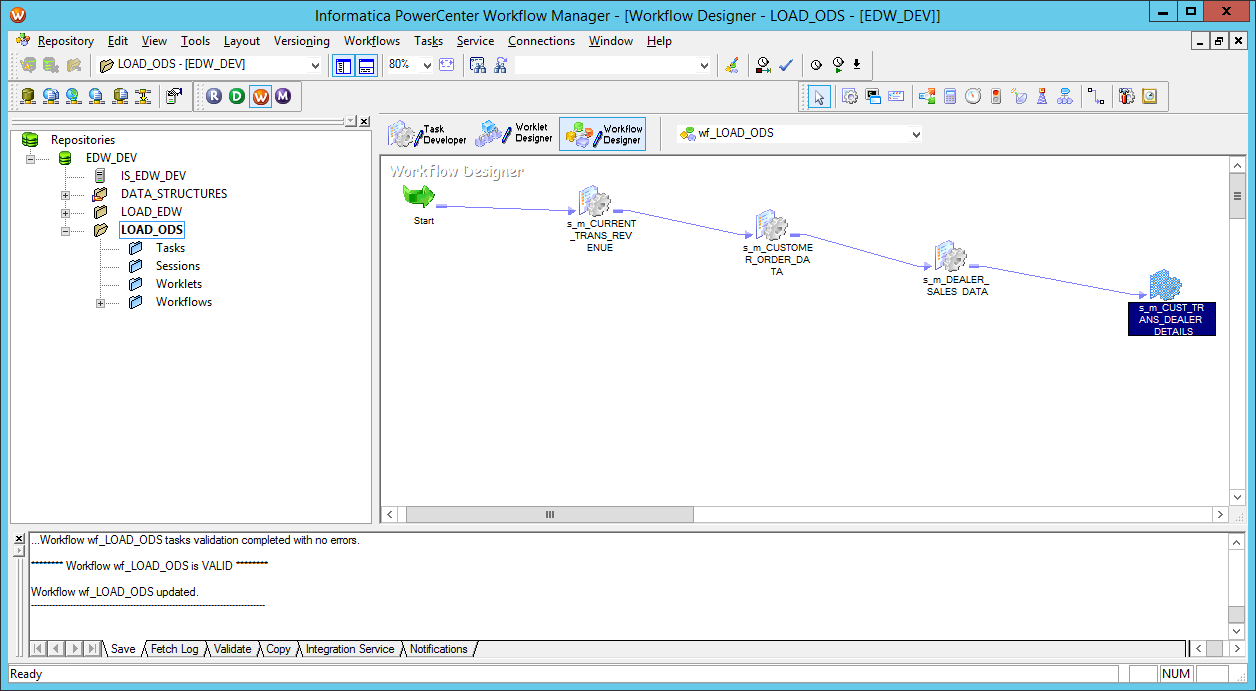 Informatica PowerCenter Workflow Manager - [Workflow Designer - LOAD_ODS - [EDW_DEV]]
Repository Edit View Tools Layout Versioning Workflows Tasks Service Connections Window Help
LOAD_ODS - [EDW_DEV] 80%
R D W M
Repositories
EDW_DEV
IS_EDW_DEV
DATA_STRUCTURES
LOAD_EDW
LOAD_ODS
Tasks
Sessions
Worklets
Workflows
Task
Developer
Worklet
Designer
Workflow
Designer
wf_LOAD_ODS
Workflow Designer
Start
s_m_CURRENT
_TRANS_REV
ENUE
s_m_CUSTOME
R_ORDER_DA
TA
s_m_DEALER_
SALES_DATA
s_m_CUST_TR
ANS_DEALER
DETAILS
...Workflow wf_LOAD_ODS tasks validation completed with no errors.
******** Workflow wf_LOAD_ODS is VALID ********
Workflow wf_LOAD_ODS updated.
Save Fetch Log Validate Copy Integration Service Notifications
Ready NUM